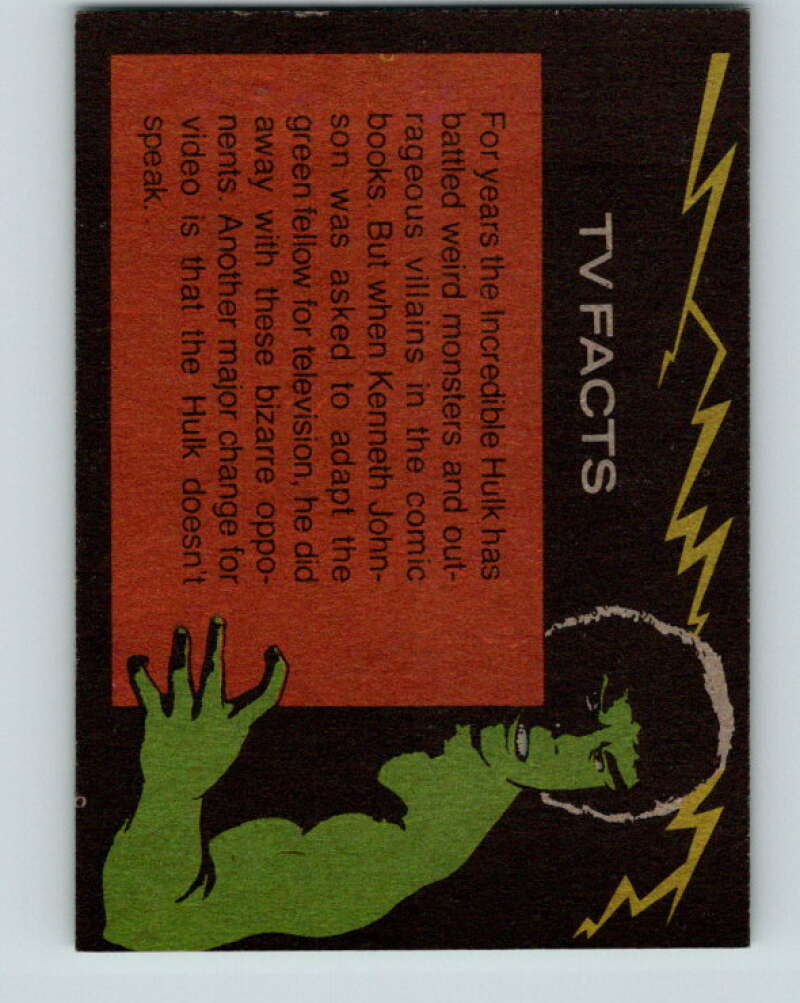 TV FACTS
For years the Incredible Hulk has
battled weird monsters and out-
rageous villains in the comic
books. But when Kenneth John-
son was asked to adapt the
green fellow for television, he did
away with these bizarre oppo-
nents. Another major change for
video is that the Hulk doesn't
speak.